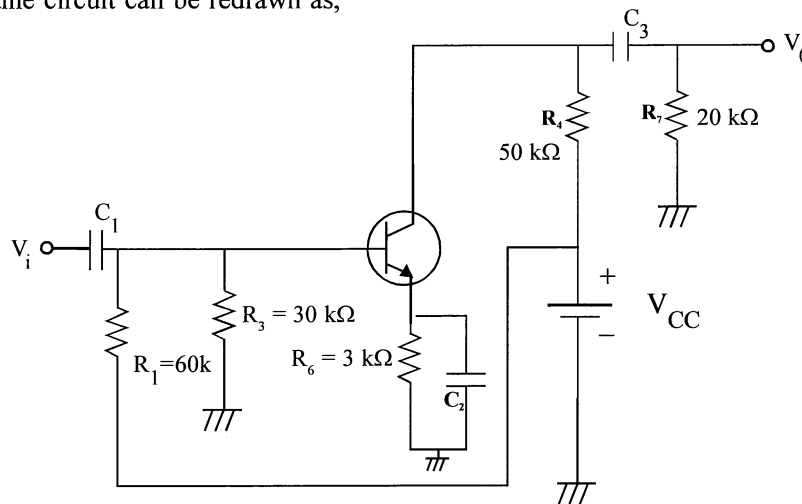 the circuit can be redrawn as,
C3
V0
R4
50 kΩ
R7
20 kΩ
C1
Vi
R3 = 30 kΩ
R1=60k
R6 = 3 kΩ
C2
+
VCC
−